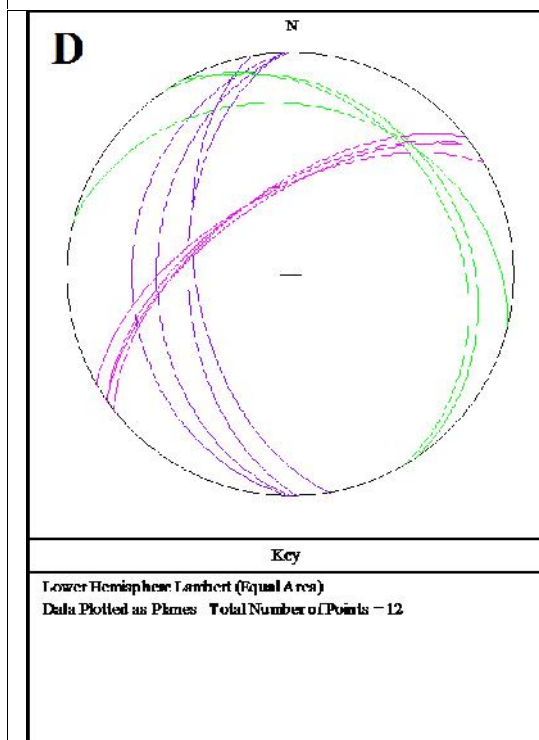 D
N
Key
Lower Hemisphere Lambert (Equal Area)
Data Plotted as Planes Total Number of Points = 12